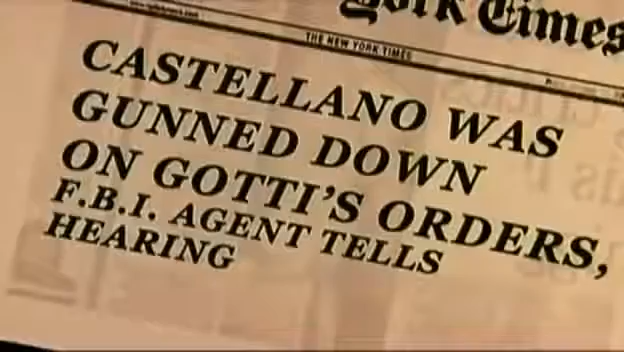 York Times
THE NEW YORK TIMES
CASTELLANO WAS
GUNNED DOWN
ON GOTTI'S ORDERS,
F.B.I. AGENT TELLS
HEARING